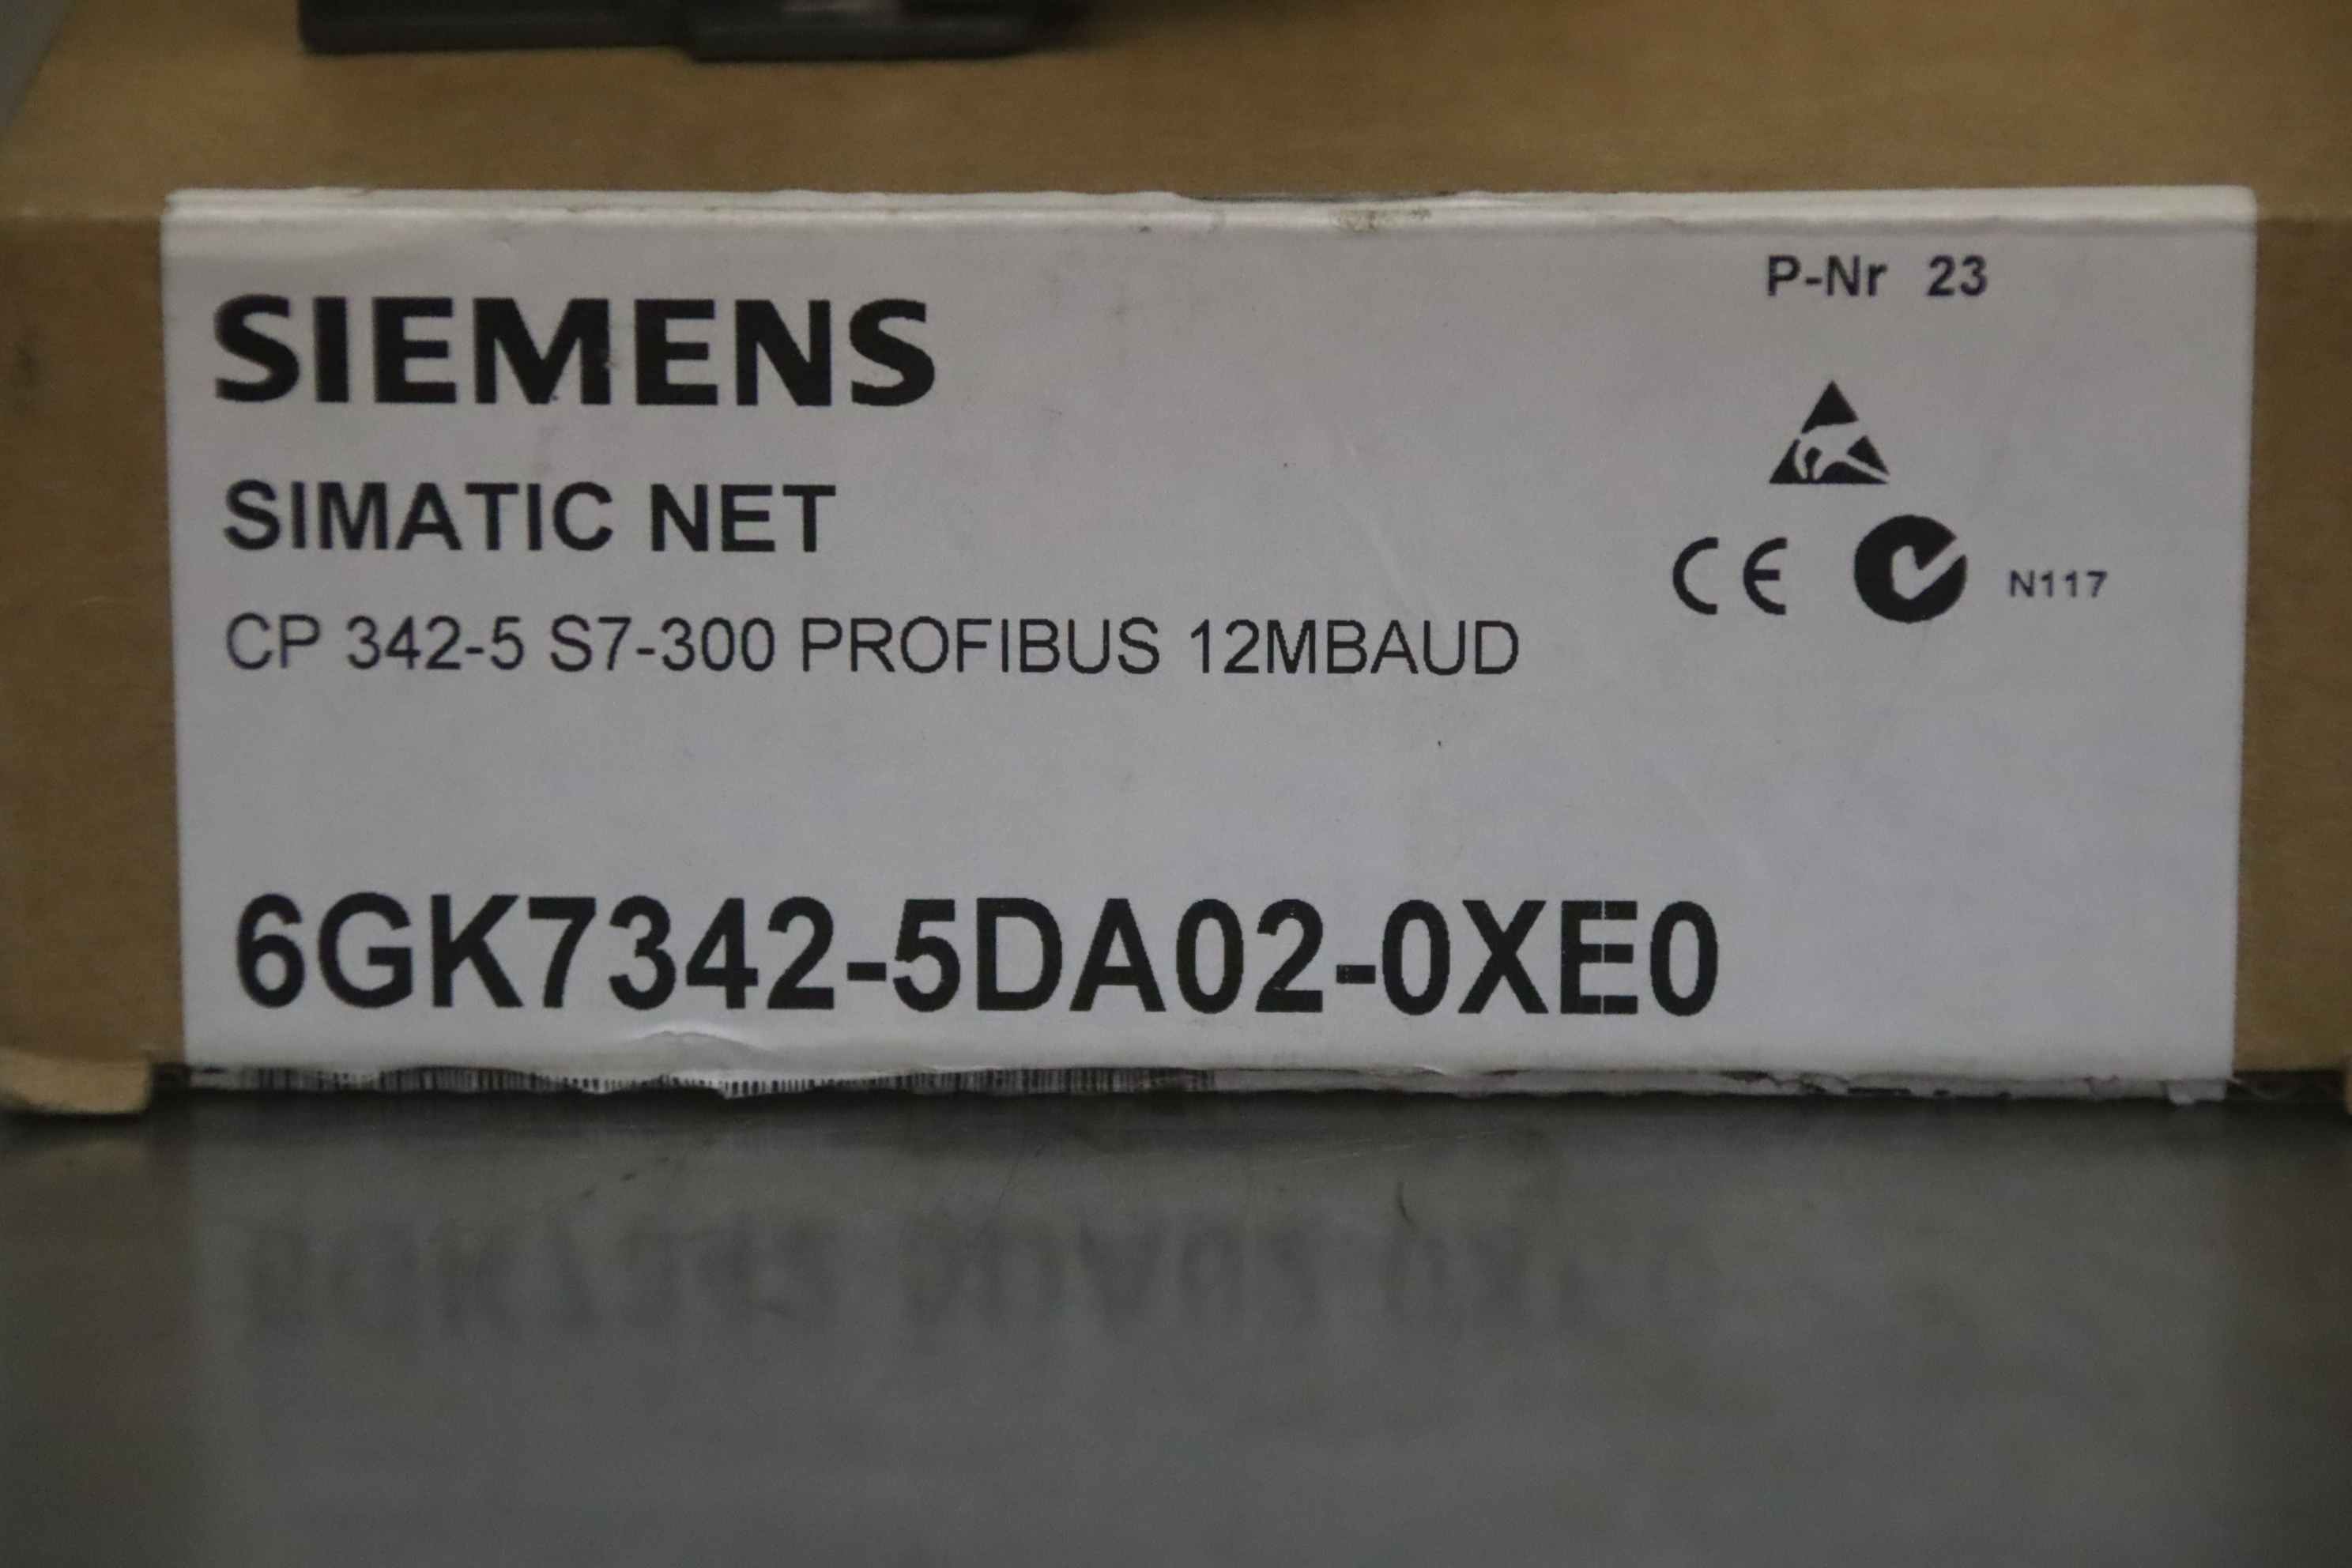 P-Nr 23
SIEMENS
SIMATIC NET
CE N117
CP 342-5 S7-300 PROFIBUS 12MBAUD
6GK7342-5DA02-0XE0